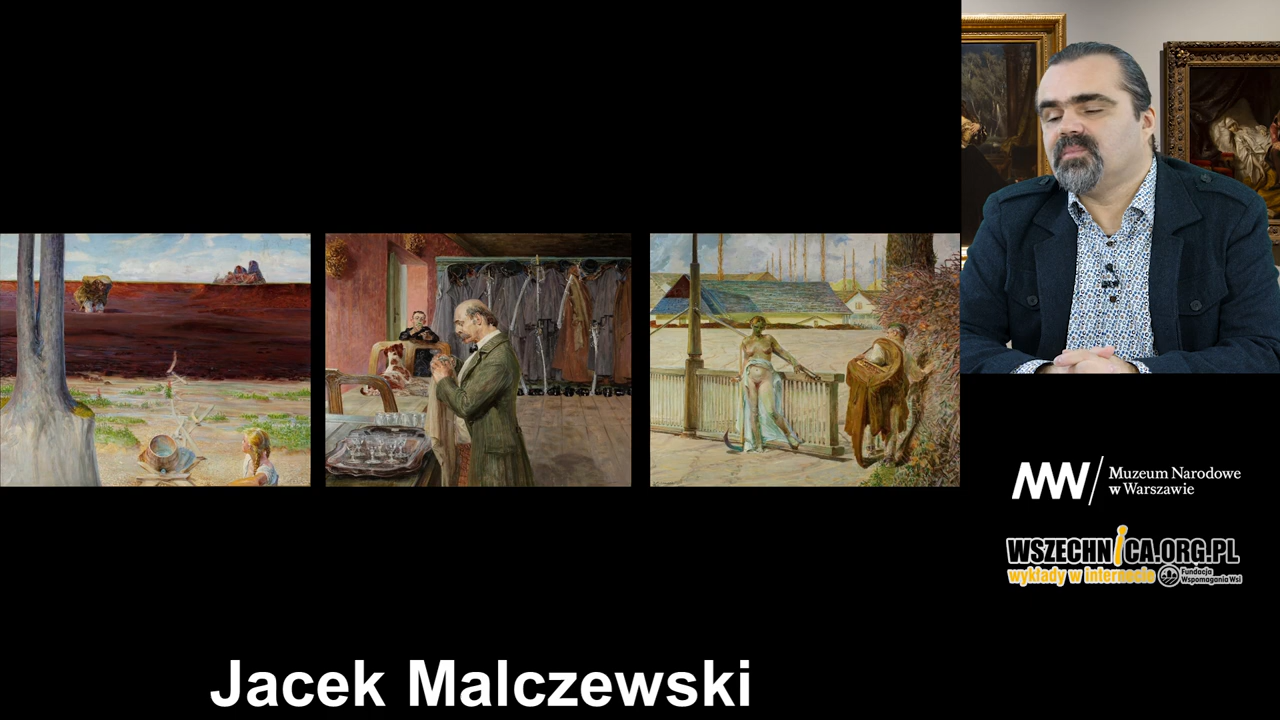 Muzeum Narodowe
w Warszawie
WSZECHNICA.ORG.PL
wykłady w internecie
Fundacja
Wspomagania Wsi
Jacek Malczewski